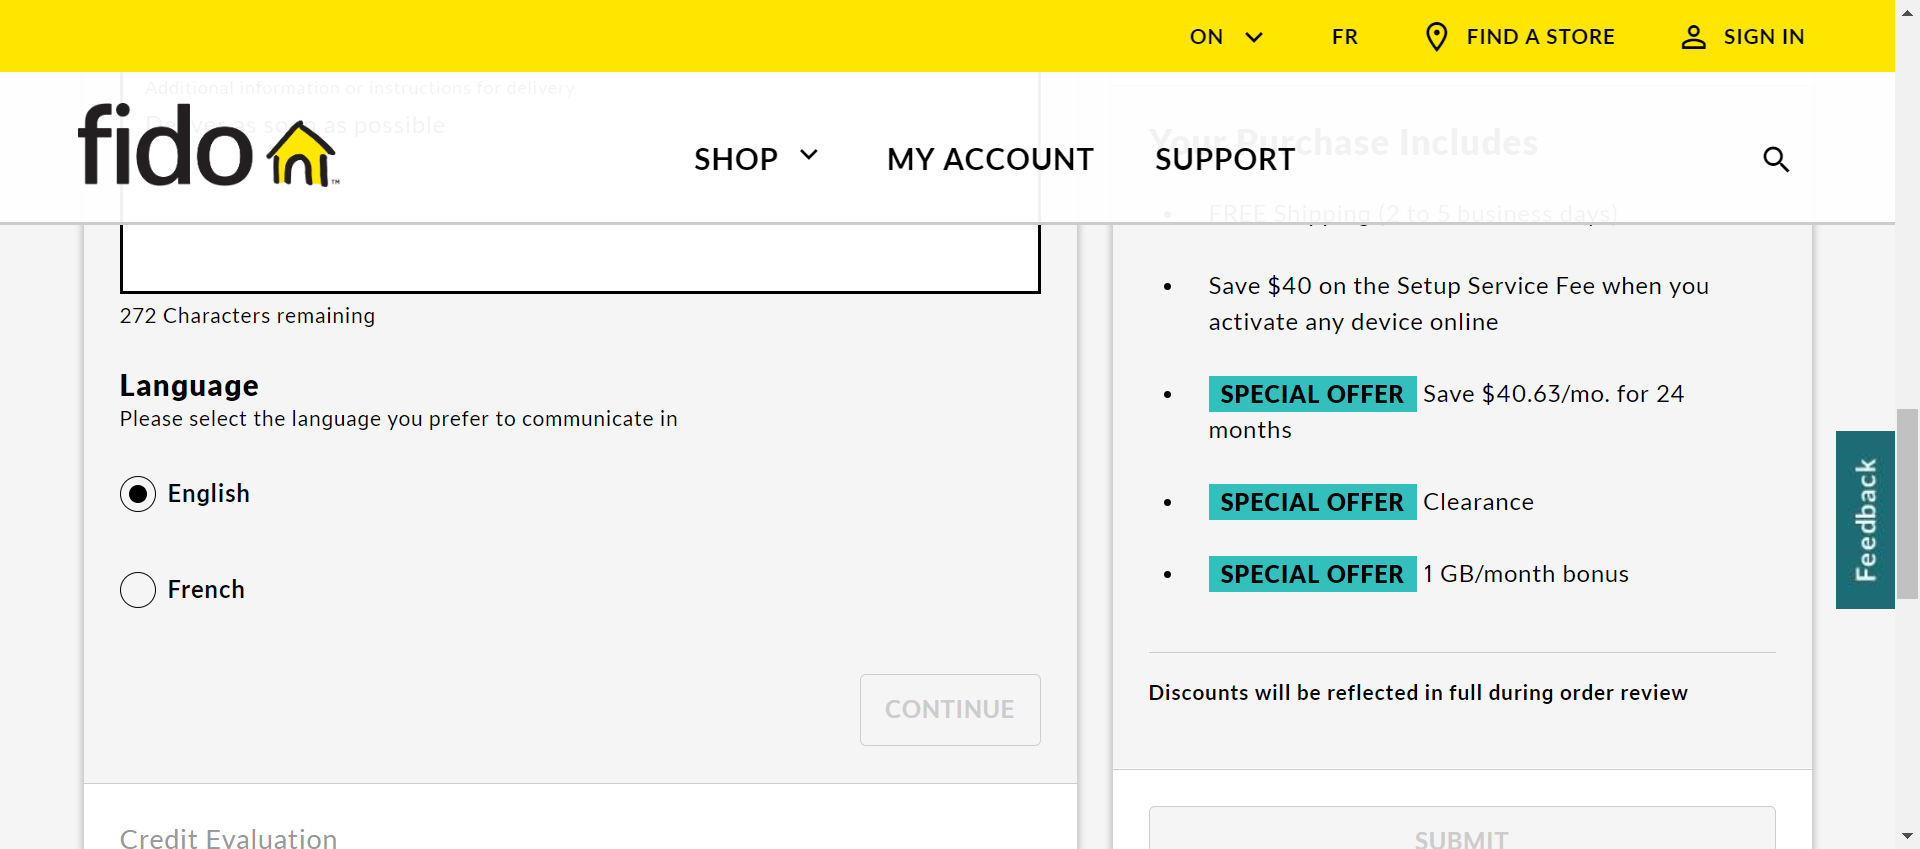 ON
FR
FIND A STORE
SIGN IN
Additional information or instructions for delivery
Deliver as soon as possible
fido
TM
SHOP
MY ACCOUNT
SUPPORT
272 Characters remaining
Language
Please select the language you prefer to communicate in
English
French
CONTINUE
Credit Evaluation
Your Purchase Includes
FREE Shipping (2 to 5 business days)
Save $40 on the Setup Service Fee when you
activate any device online
SPECIAL OFFER Save $40.63/mo. for 24
months
SPECIAL OFFER Clearance
SPECIAL OFFER 1 GB/month bonus
Discounts will be reflected in full during order review
SUBMIT
Feedback